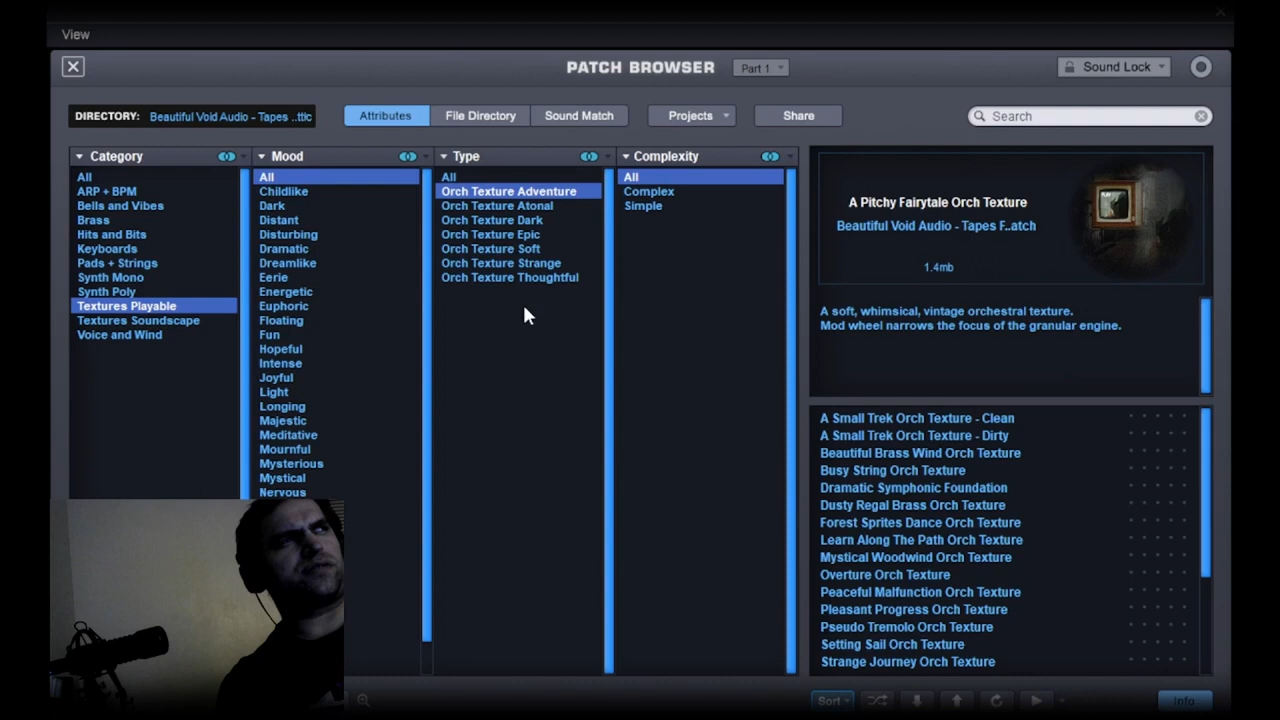 View
PATCH BROWSER
Part 1
Sound Lock
DIRECTORY: Beautiful Void Audio - Tapes ..ttic
Attributes
File Directory
Sound Match
Projects
Share
Search
Category
All
ARP + BPM
Bells and Vibes
Brass
Hits and Bits
Keyboards
Pads + Strings
Synth Mono
Synth Poly
Textures Playable
Textures Soundscape
Voice and Wind
Mood
All
Childlike
Dark
Distant
Disturbing
Dramatic
Dreamlike
Eerie
Energetic
Euphoric
Floating
Fun
Hopeful
Intense
Joyful
Light
Longing
Majestic
Meditative
Mournful
Mysterious
Mystical
Nervous
Type
All
Orch Texture Adventure
Orch Texture Atonal
Orch Texture Dark
Orch Texture Epic
Orch Texture Soft
Orch Texture Strange
Orch Texture Thoughtful
Complexity
All
Complex
Simple
A Pitchy Fairytale Orch Texture
Beautiful Void Audio - Tapes F..atch
1.4mb
A soft, whimsical, vintage orchestral texture.
Mod wheel narrows the focus of the granular engine.
A Small Trek Orch Texture - Clean
A Small Trek Orch Texture - Dirty
Beautiful Brass Wind Orch Texture
Busy String Orch Texture
Dramatic Symphonic Foundation
Dusty Regal Brass Orch Texture
Forest Sprites Dance Orch Texture
Learn Along The Path Orch Texture
Mystical Woodwind Orch Texture
Overture Orch Texture
Peaceful Malfunction Orch Texture
Pleasant Progress Orch Texture
Pseudo Tremolo Orch Texture
Setting Sail Orch Texture
Strange Journey Orch Texture
Sort
Info